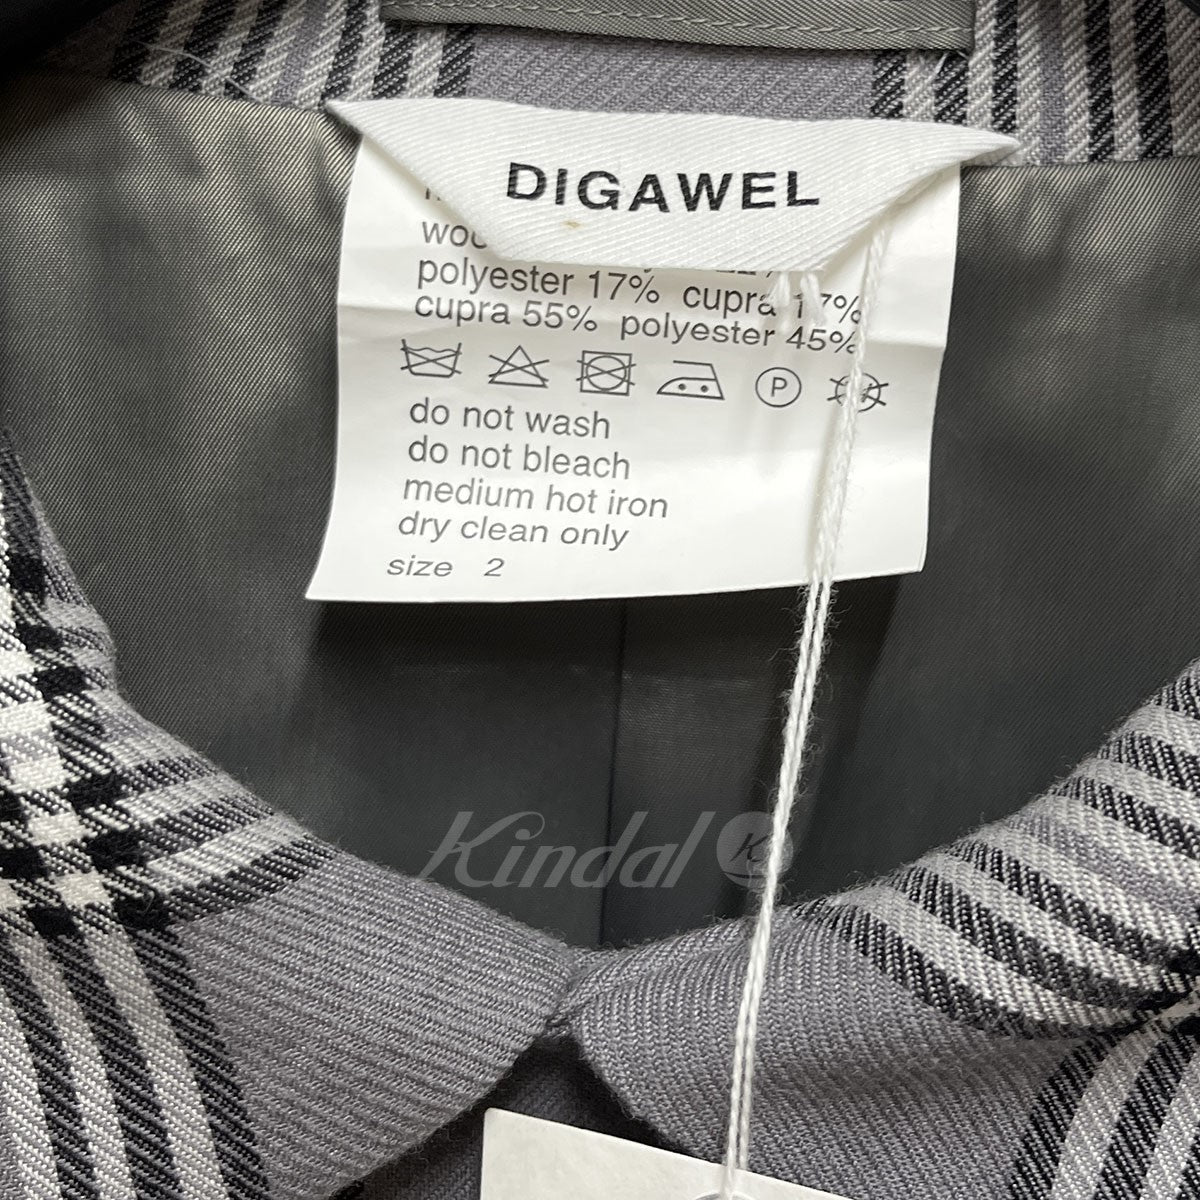 DIGAWEL
polyester 17% cupra 17%
cupra 55% polyester 45%
P
do not wash
do not bleach
medium hot iron
dry clean only
size 2
Kindal K